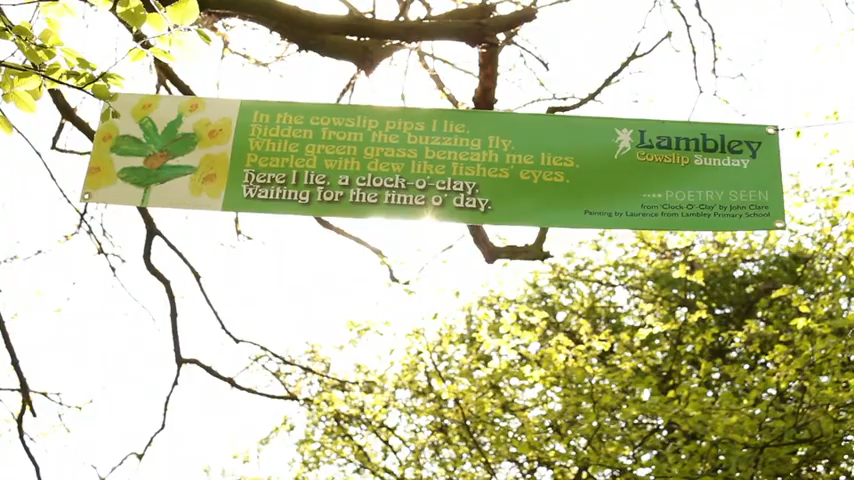 In the cowslip pips I lie,
Hidden from the buzzing fly,
While green grass beneath me lies,
Pearled with dew like fishes' eyes,
Here I lie, a clock-o'-clay,
Waiting for the time o' day.
Lambley
Cowslip Sunday
POETRY SEEN
from 'Clock-O'-Clay' by John Clare
Painting by Laurence from Lambley Primary School